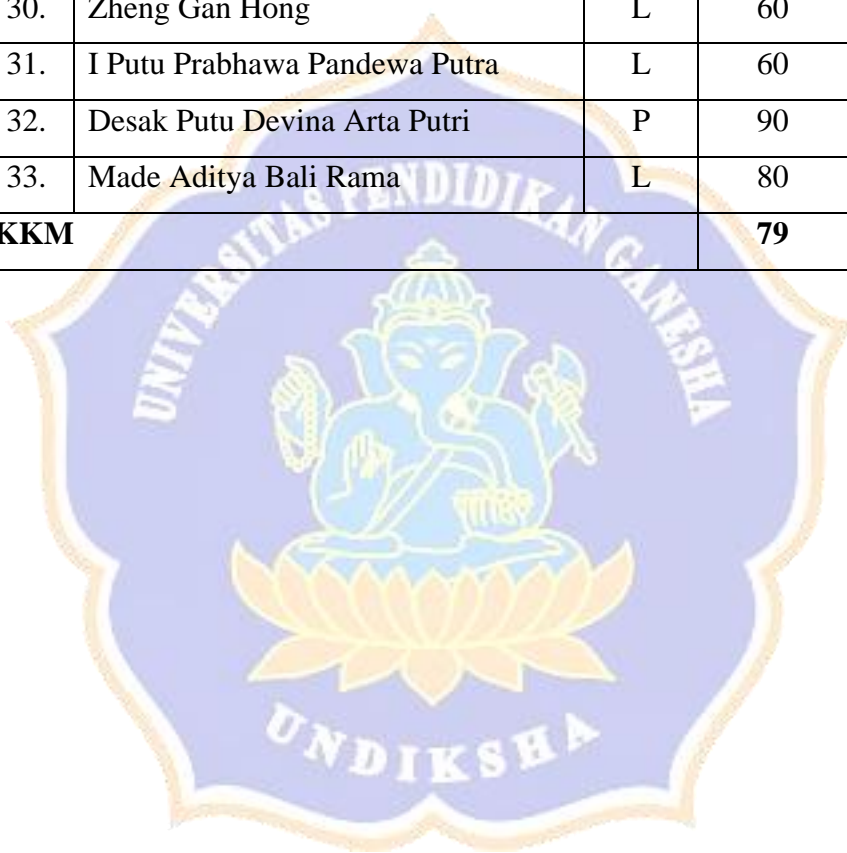 30. Zheng Gan Hong L 60
31. I Putu Prabhawa Pandewa Putra L 60
32. Desak Putu Devina Arta Putri P 90
33. Made Aditya Bali Rama L 80
KKM 79
UNIVERSITAS PENDIDIKAN GANESHA
UNDIKSHA